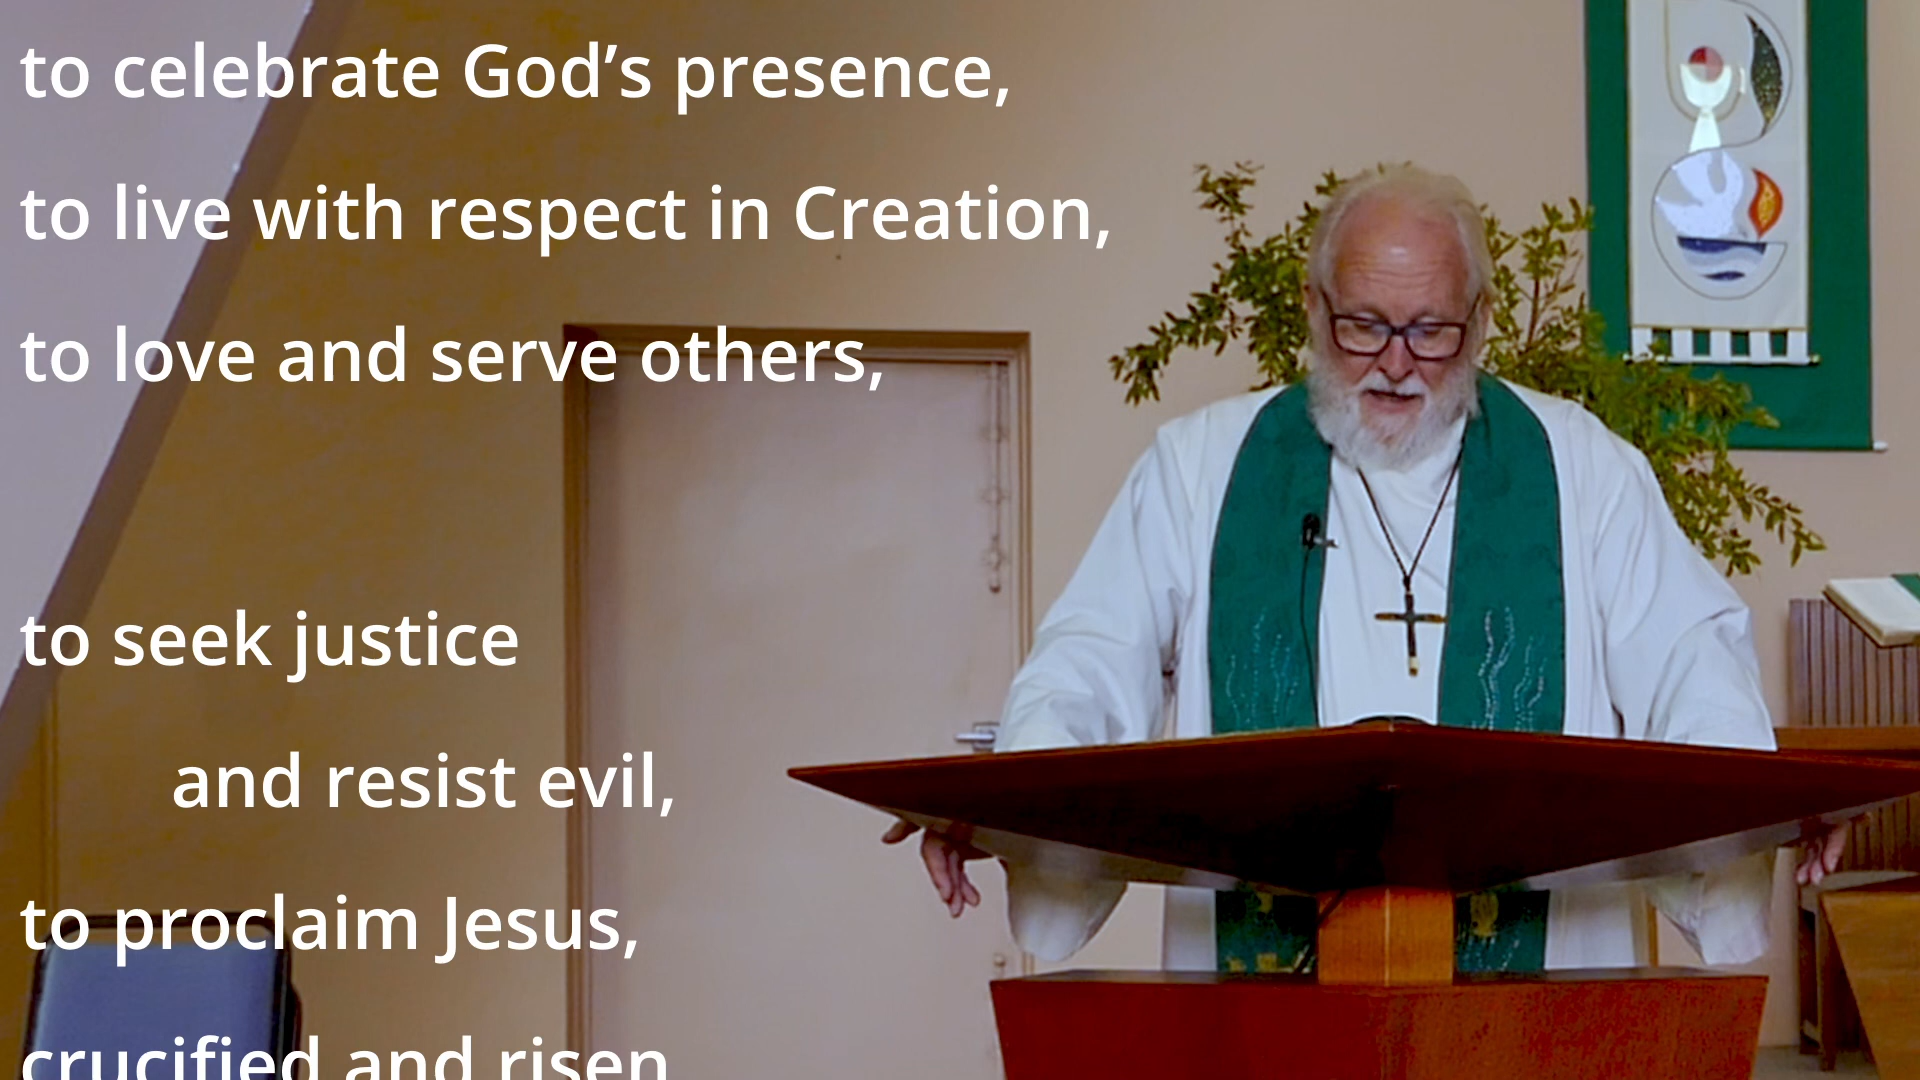 to celebrate God’s presence,
to live with respect in Creation,
to love and serve others,
to seek justice
and resist evil,
to proclaim Jesus,
crucified and risen